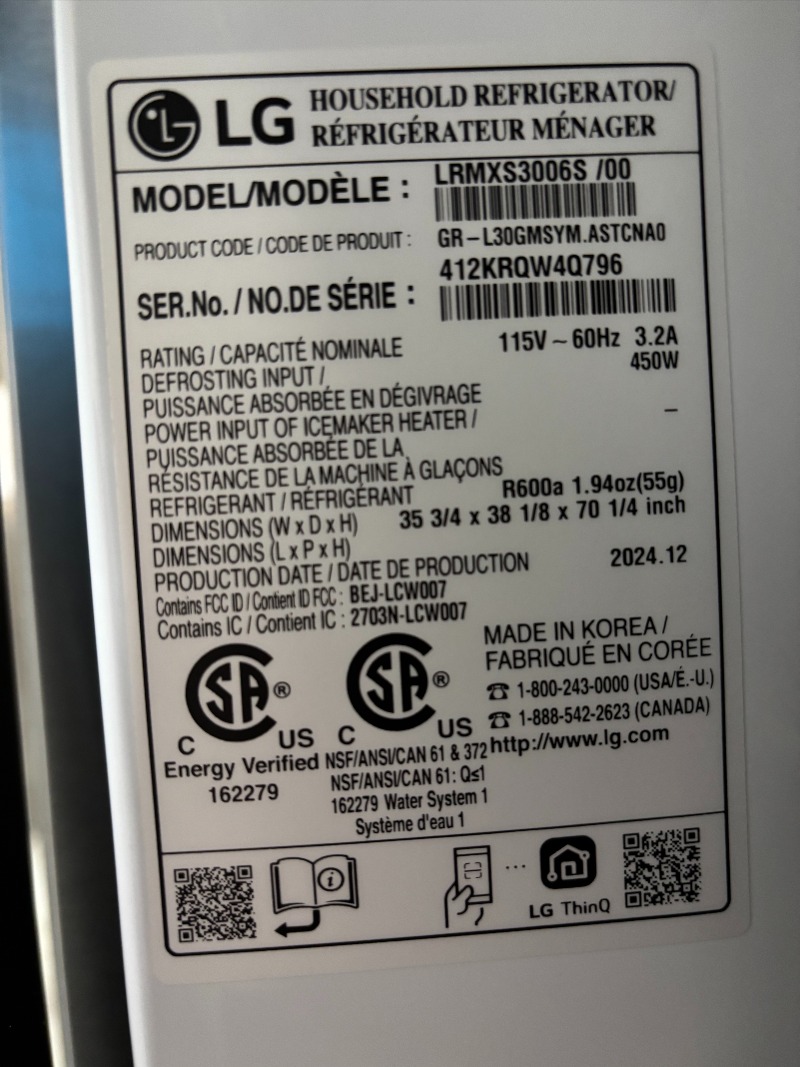 LG HOUSEHOLD REFRIGERATOR/
RÉFRIGÉRATEUR MÉNAGER
MODEL/MODÈLE : LRMXS3006S /00
PRODUCT CODE / CODE DE PRODUIT : GR-L30GMSYM.ASTCNA0
SER.No. / NO.DE SÉRIE : 412KRQW4Q796
RATING / CAPACITÉ NOMINALE 115V ~ 60Hz 3.2A
DEFROSTING INPUT / 450W
PUISSANCE ABSORBÉE EN DÉGIVRAGE
POWER INPUT OF ICEMAKER HEATER / –
PUISSANCE ABSORBÉE DE LA
RÉSISTANCE DE LA MACHINE À GLAÇONS
REFRIGERANT / RÉFRIGÉRANT R600a 1.94oz(55g)
DIMENSIONS (W x D x H) 35 3/4 x 38 1/8 x 70 1/4 inch
DIMENSIONS (L x P x H)
PRODUCTION DATE / DATE DE PRODUCTION 2024.12
Contains FCC ID / Contient ID FCC : BEJ-LCW007
Contains IC / Contient IC : 2703N-LCW007
MADE IN KOREA /
FABRIQUÉ EN CORÉE
☎ 1-800-243-0000 (USA/É.-U.)
☎ 1-888-542-2623 (CANADA)
http://www.lg.com
SA ®
C US
Energy Verified
162279
SA ®
C US
NSF/ANSI/CAN 61 & 372
NSF/ANSI/CAN 61: Q≤1
162279 Water System 1
Système d'eau 1
i
LG ThinQ